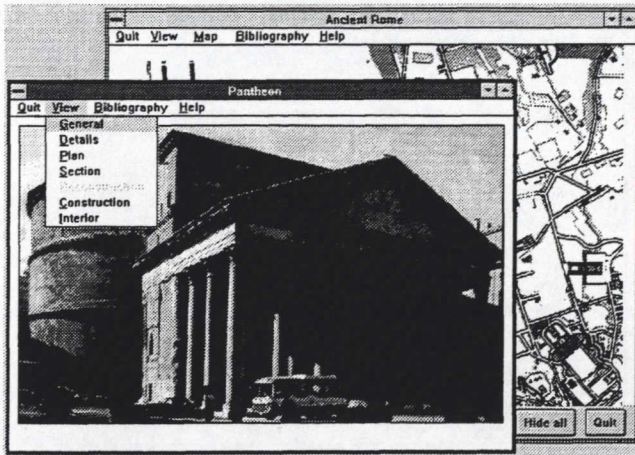 Ancient Rome
Quit View Map Bibliography Help
Pantheon
Quit View Bibliography Help
General
Details
Plan
Section
Reconstruction
Construction
Interior
Hide all Quit